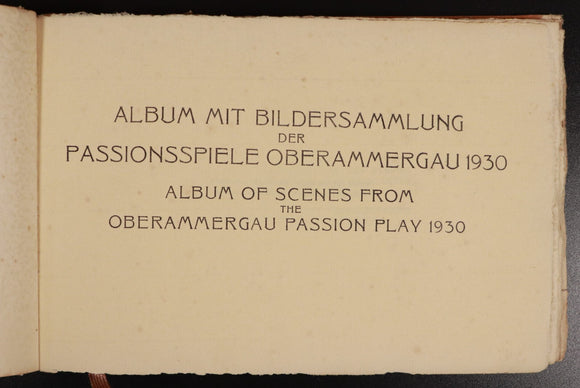 ALBUM MIT BILDERSAMMLUNG
DER
PASSIONSSPIELE OBERAMMERGAU 1930
ALBUM OF SCENES FROM
THE
OBERAMMERGAU PASSION PLAY 1930